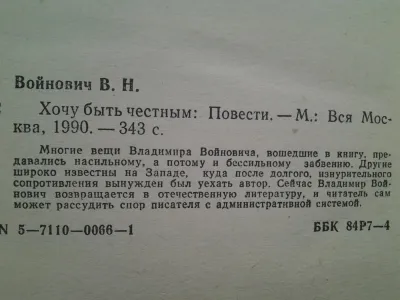 Войнович В. Н.
Хочу быть честным: Повести. — М.: Вся Мос-
ква, 1990. — 343 с.
Многие вещи Владимира Войновича, вошедшие в книгу, пре-
давались насильному, а потому и бессильному забвению. Другие
широко известны на Западе, куда после долгого, изнурительного
сопротивления вынужден был уехать автор. Сейчас Владимир Вой-
нович возвращается в отечественную литературу, и читатель сам
может рассудить спор писателя с административной системой.
N 5-7110-0066-1 ББК 84Р7-4